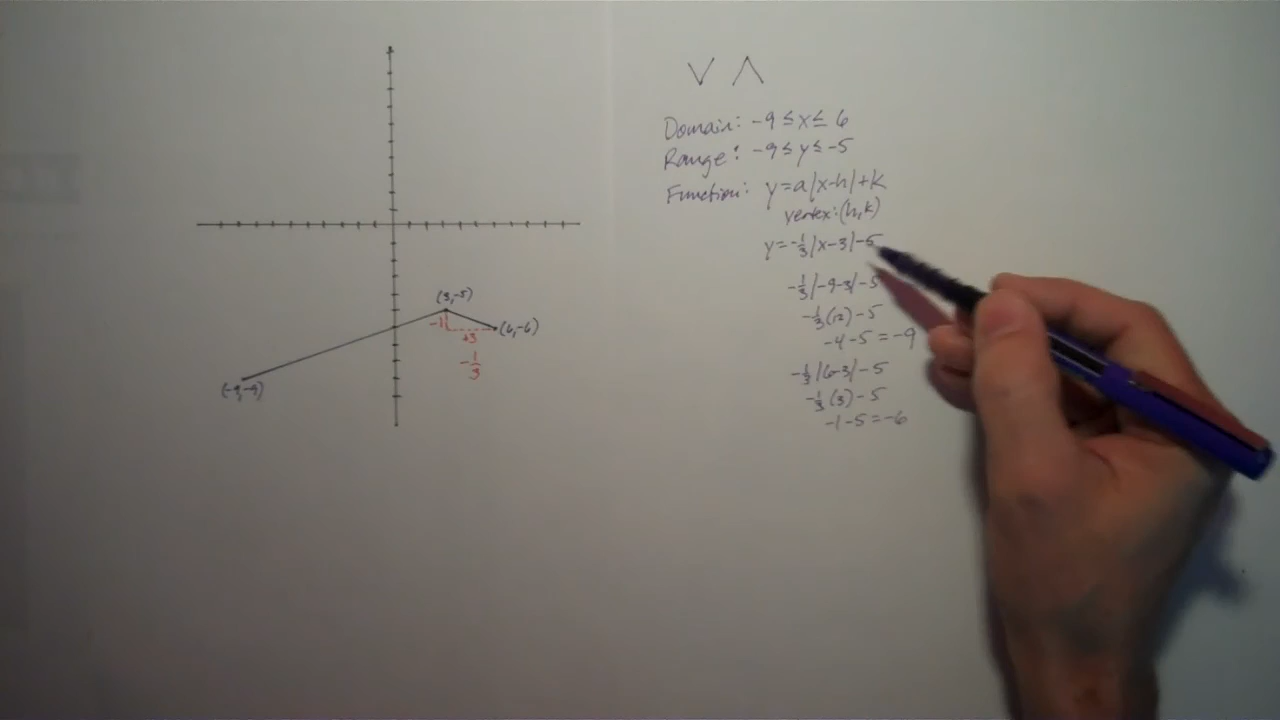 Domain: -9 ≤ x ≤ 6
Range: -9 ≤ y ≤ -5
Function: y = a|x-h|+k
vertex: (h,k)
y = -1/3|x-3|-5
-1/3|-9-3|-5
-1/3(12)-5
-4-5 = -9
-1/3|6-3|-5
-1/3(3)-5
-1-5 = -6
(3,-5)
-1
(6,-6)
+3
-1/3
(-9,-9)